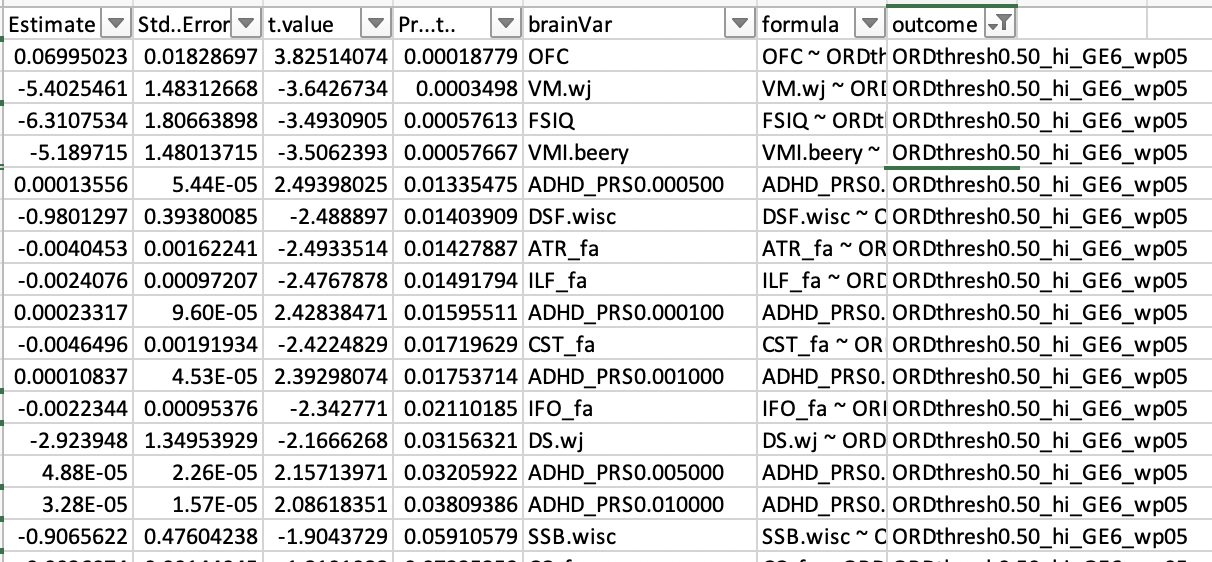 Estimate Std..Error t.value Pr...t.. brainVar formula outcome
0.06995023 0.01828697 3.82514074 0.00018779 OFC OFC ~ ORDth ORDthresh0.50_hi_GE6_wp05
-5.4025461 1.48312668 -3.6426734 0.0003498 VM.wj VM.wj ~ ORD ORDthresh0.50_hi_GE6_wp05
-6.3107534 1.80663898 -3.4930905 0.00057613 FSIQ FSIQ ~ ORDt ORDthresh0.50_hi_GE6_wp05
-5.189715 1.48013715 -3.5062393 0.00057667 VMI.beery VMI.beery ~ ORDthresh0.50_hi_GE6_wp05
0.00013556 5.44E-05 2.49398025 0.01335475 ADHD_PRS0.000500 ADHD_PRS0. ORDthresh0.50_hi_GE6_wp05
-0.9801297 0.39380085 -2.488897 0.01403909 DSF.wisc DSF.wisc ~ O ORDthresh0.50_hi_GE6_wp05
-0.0040453 0.00162241 -2.4933514 0.01427887 ATR_fa ATR_fa ~ OR ORDthresh0.50_hi_GE6_wp05
-0.0024076 0.00097207 -2.4767878 0.01491794 ILF_fa ILF_fa ~ ORD ORDthresh0.50_hi_GE6_wp05
0.00023317 9.60E-05 2.42838471 0.01595511 ADHD_PRS0.000100 ADHD_PRS0. ORDthresh0.50_hi_GE6_wp05
-0.0046496 0.00191934 -2.4224829 0.01719629 CST_fa CST_fa ~ OR ORDthresh0.50_hi_GE6_wp05
0.00010837 4.53E-05 2.39298074 0.01753714 ADHD_PRS0.001000 ADHD_PRS0. ORDthresh0.50_hi_GE6_wp05
-0.0022344 0.00095376 -2.342771 0.02110185 IFO_fa IFO_fa ~ ORI ORDthresh0.50_hi_GE6_wp05
-2.923948 1.34953929 -2.1666268 0.03156321 DS.wj DS.wj ~ ORD ORDthresh0.50_hi_GE6_wp05
4.88E-05 2.26E-05 2.15713971 0.03205922 ADHD_PRS0.005000 ADHD_PRS0. ORDthresh0.50_hi_GE6_wp05
3.28E-05 1.57E-05 2.08618351 0.03809386 ADHD_PRS0.010000 ADHD_PRS0. ORDthresh0.50_hi_GE6_wp05
-0.9065622 0.47604238 -1.9043729 0.05910579 SSB.wisc SSB.wisc ~ O ORDthresh0.50_hi_GE6_wp05